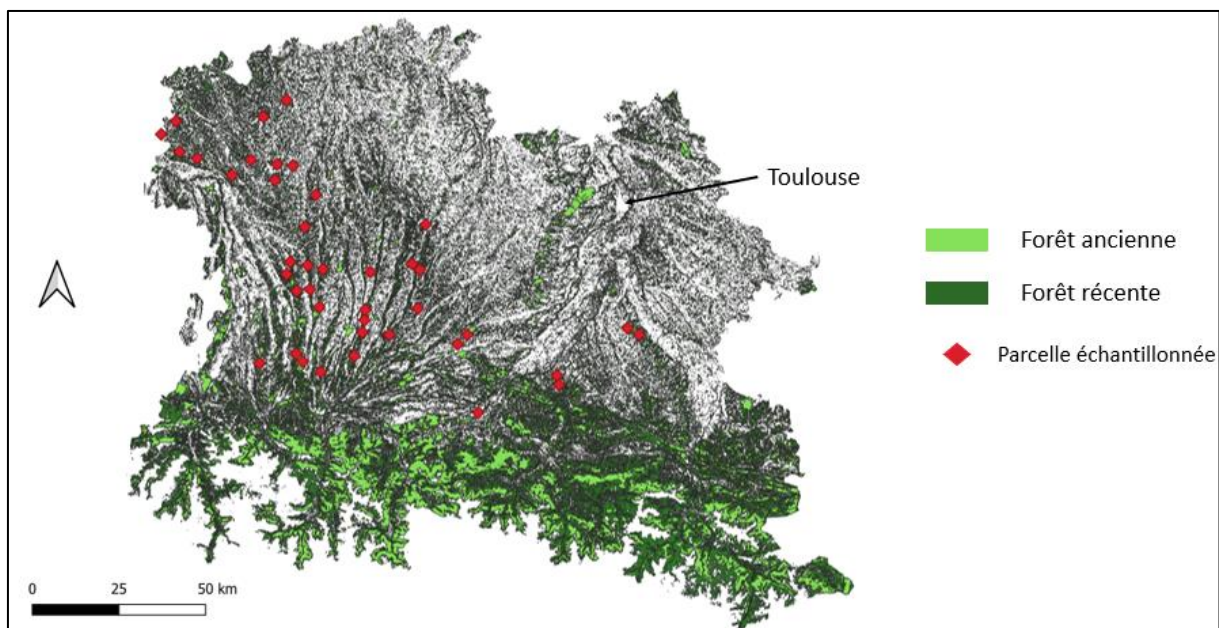 Toulouse
Forêt ancienne
Forêt récente
Parcelle échantillonnée
0 25 50 km